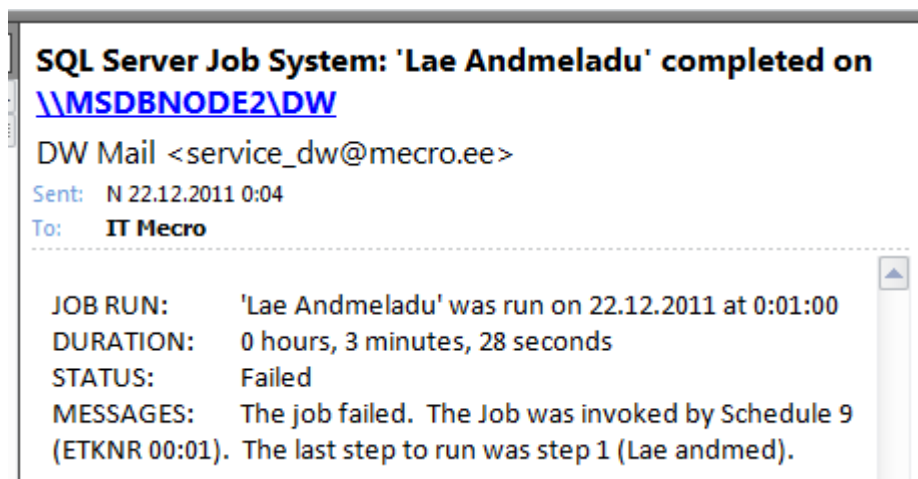 SQL Server Job System: 'Lae Andmeladu' completed on
\\MSDBNODE2\DW
DW Mail <service_dw@mecro.ee>
Sent: N 22.12.2011 0:04
To: IT Mecro
JOB RUN: 'Lae Andmeladu' was run on 22.12.2011 at 0:01:00
DURATION: 0 hours, 3 minutes, 28 seconds
STATUS: Failed
MESSAGES: The job failed.  The Job was invoked by Schedule 9
(ETKNR 00:01).  The last step to run was step 1 (Lae andmed).